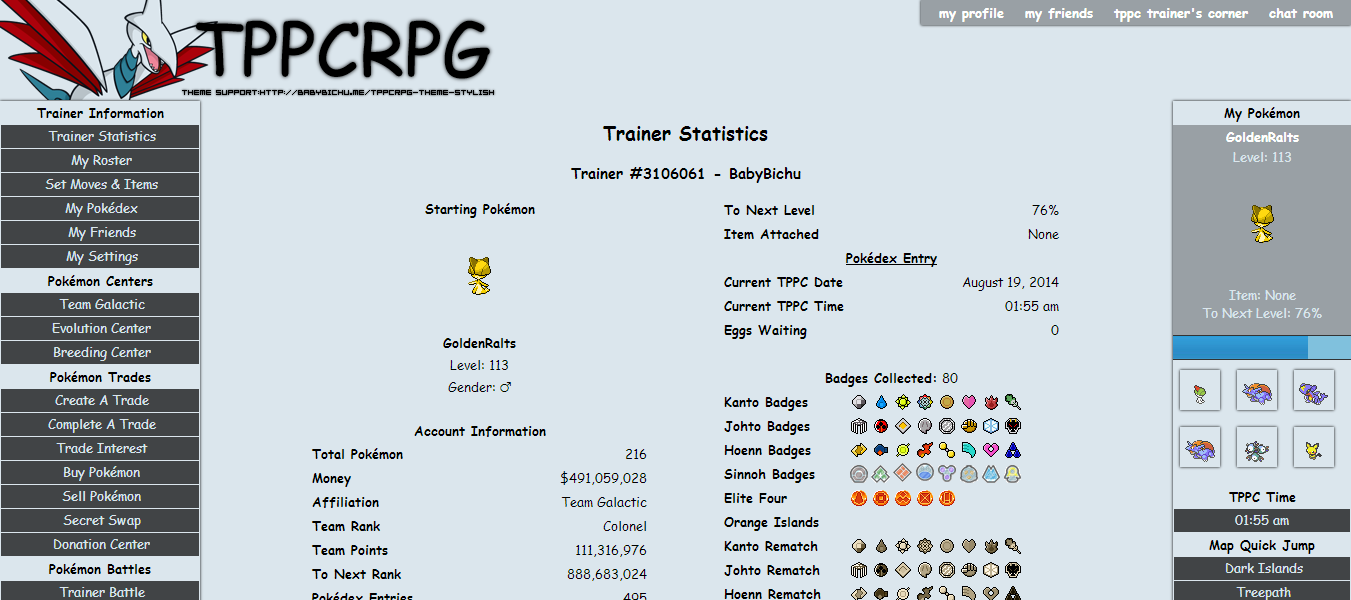 my profile my friends tppc trainer's corner chat room
TPPCRPG
THEME SUPPORT:HTTP://BABYBICHU.ME/TPPCRPG-THEME-STYLISH
Trainer Information
Trainer Statistics
My Roster
Set Moves & Items
My Pokédex
My Friends
My Settings
Pokémon Centers
Team Galactic
Evolution Center
Breeding Center
Pokémon Trades
Create A Trade
Complete A Trade
Trade Interest
Buy Pokémon
Sell Pokémon
Secret Swap
Donation Center
Pokémon Battles
Trainer Battle
Trainer Statistics
Trainer #3106061 - BabyBichu
Starting Pokémon
GoldenRalts
Level: 113
Gender: ♂
Account Information
Total Pokémon 216
Money $491,059,028
Affiliation Team Galactic
Team Rank Colonel
Team Points 111,316,976
To Next Rank 888,683,024
Pokédex Entries 495
To Next Level 76%
Item Attached None
Pokédex Entry
Current TPPC Date August 19, 2014
Current TPPC Time 01:55 am
Eggs Waiting 0
Badges Collected: 80
Kanto Badges
Johto Badges
Hoenn Badges
Sinnoh Badges
Elite Four
Orange Islands
Kanto Rematch
Johto Rematch
Hoenn Rematch
My Pokémon
GoldenRalts
Level: 113
Item: None
To Next Level: 76%
TPPC Time
01:55 am
Map Quick Jump
Dark Islands
Treepath